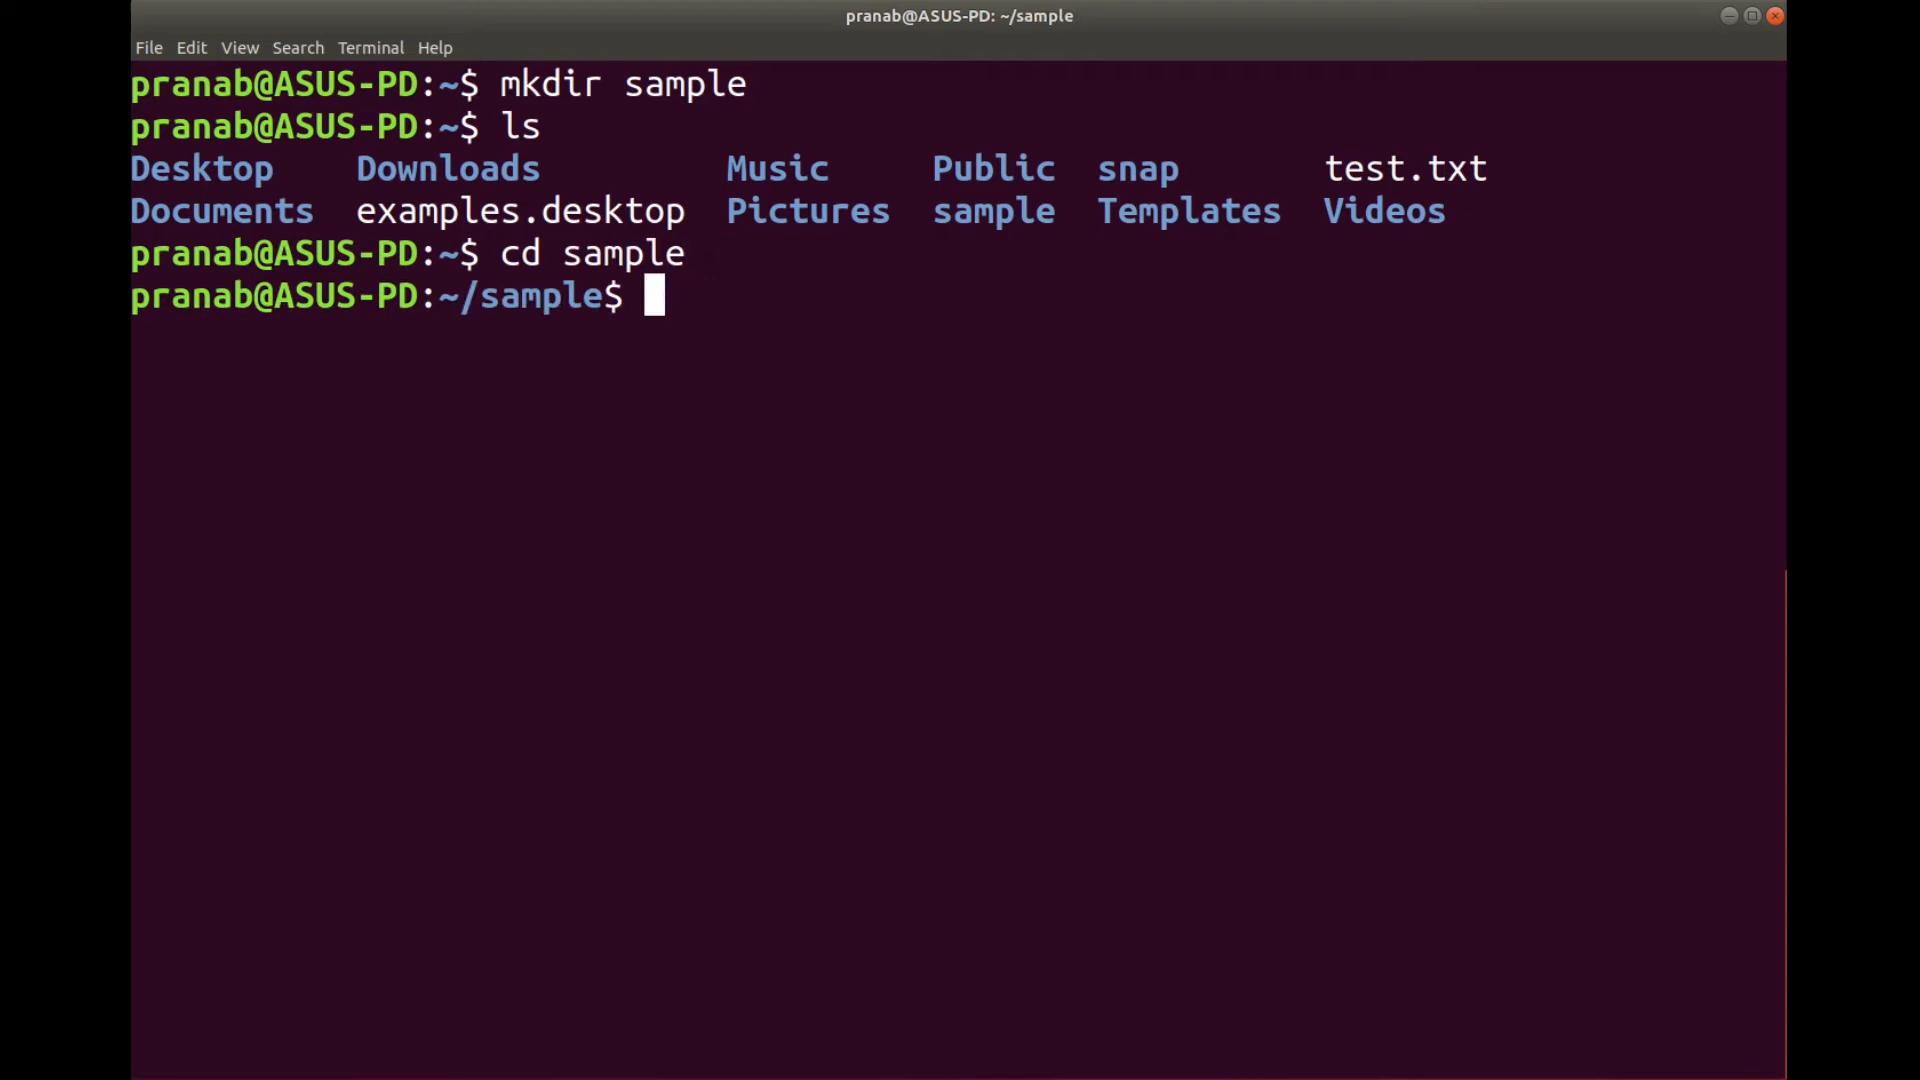 pranab@ASUS-PD: ~/sample
File Edit View Search Terminal Help
pranab@ASUS-PD:~$ mkdir sample
pranab@ASUS-PD:~$ ls
Desktop Downloads Music Public snap test.txt
Documents examples.desktop Pictures sample Templates Videos
pranab@ASUS-PD:~$ cd sample
pranab@ASUS-PD:~/sample$